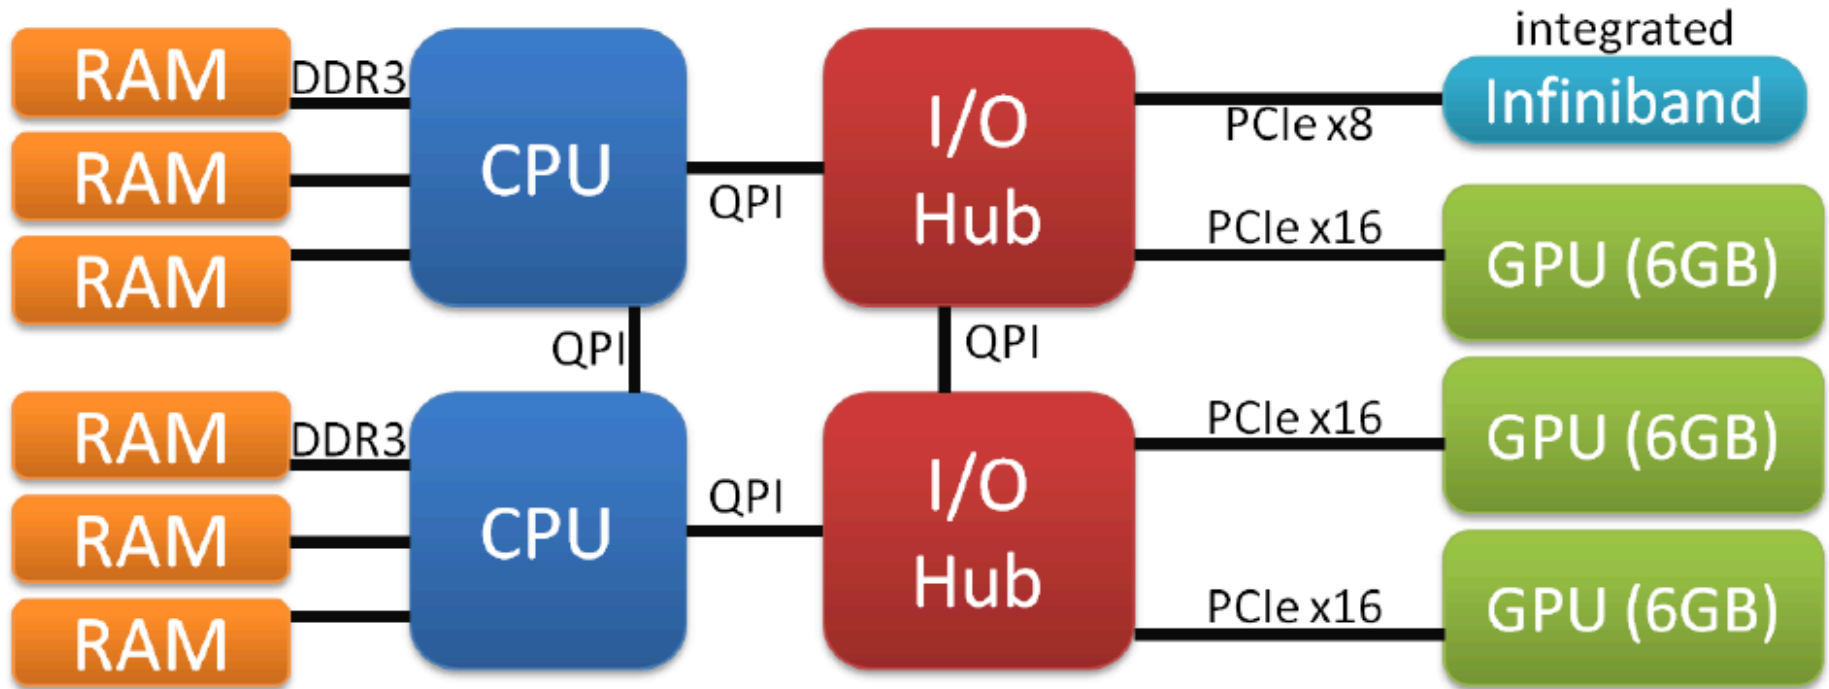 integrated
RAM
DDR3
CPU
I/O
Hub
PCIe x8
Infiniband
RAM
QPI
PCIe x16
GPU (6GB)
RAM
QPI
QPI
RAM
DDR3
CPU
I/O
Hub
PCIe x16
GPU (6GB)
RAM
QPI
RAM
PCIe x16
GPU (6GB)